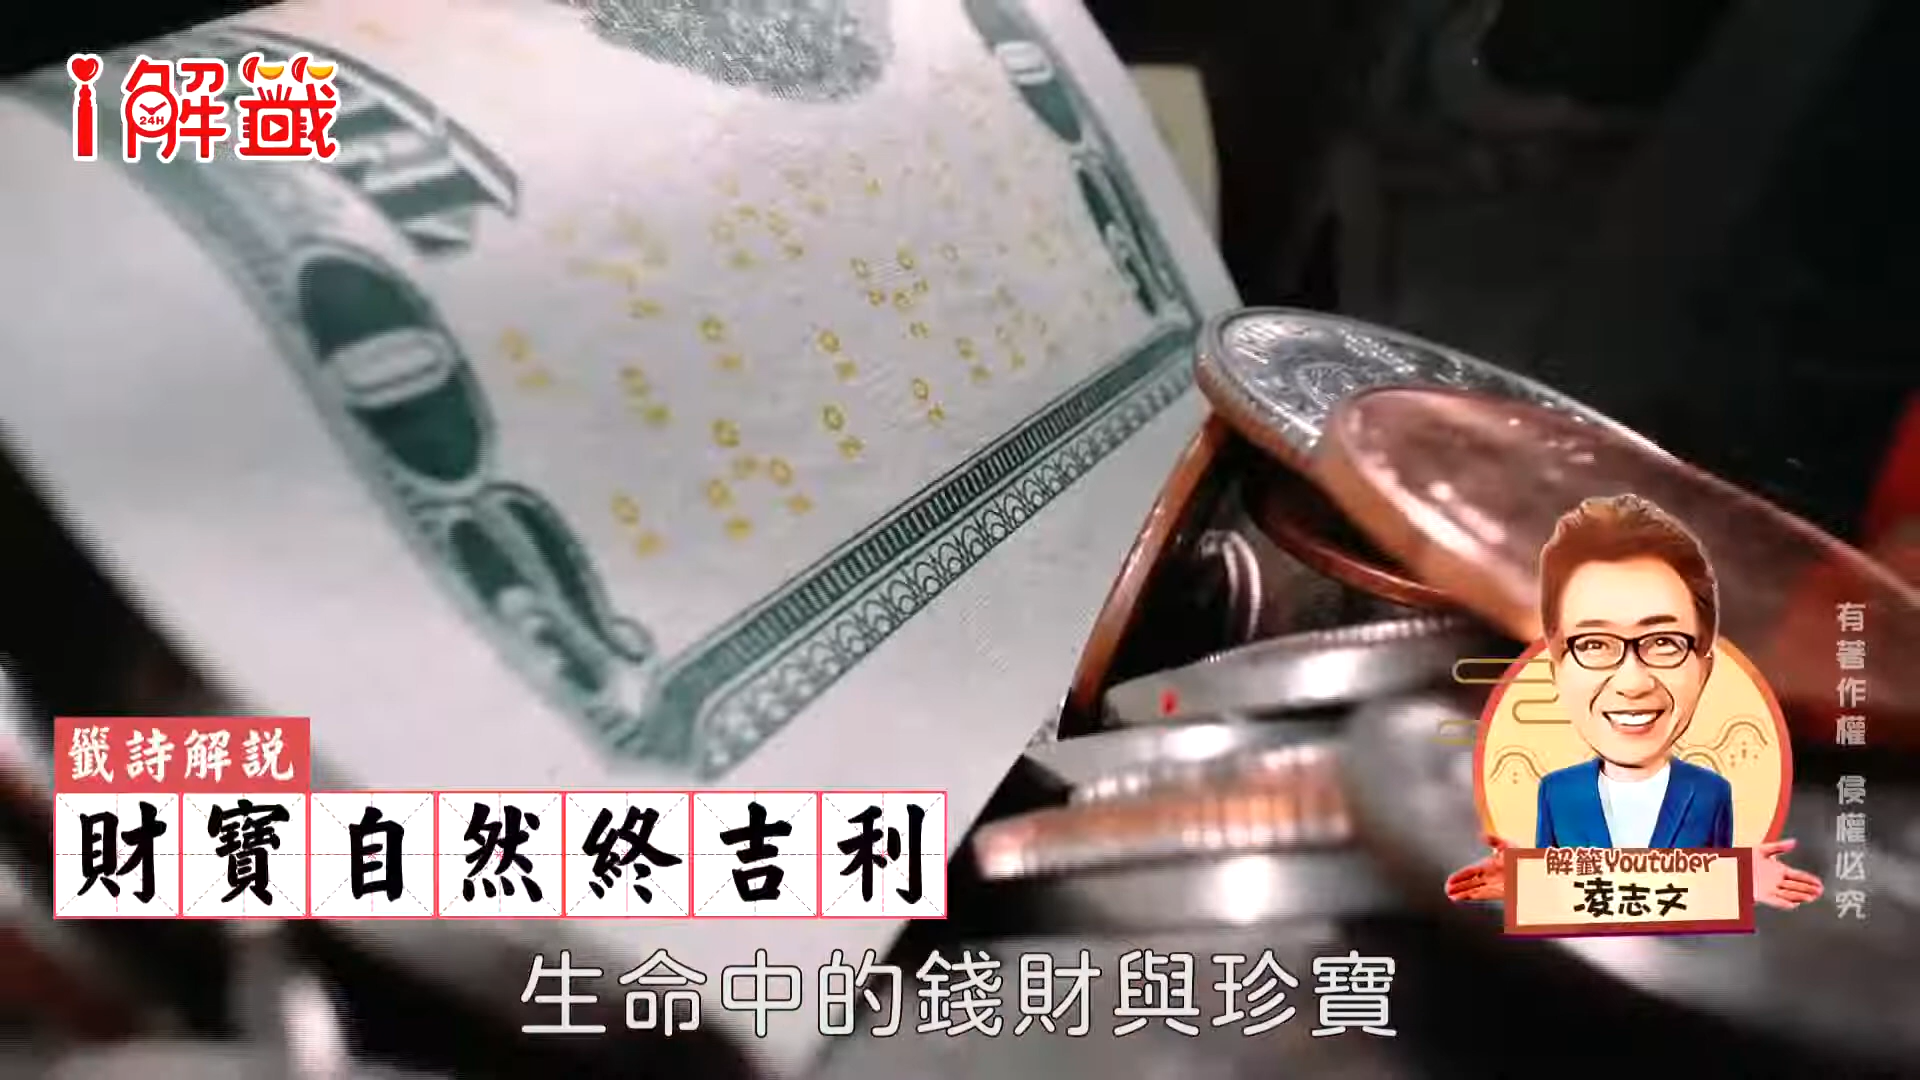 i解籤
24H
籤詩解說
財寶自然終吉利
解籤Youtuber
凌志文
有著作權 侵權必究
生命中的錢財與珍寶